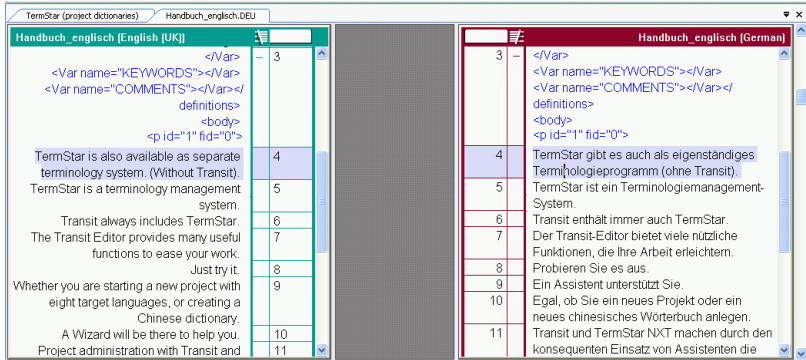 TermStar (project dictionaries)
Handbuch_englisch.DEU
Handbuch_englisch (English (UK))
</Var>
3
<Var name="KEYWORDS"></Var>
<Var name="COMMENTS"></Var></
definitions>
<body>
<p id="1" fid="0">
TermStar is also available as separate
4
terminology system. (Without Transit).
TermStar is a terminology management
5
system.
Transit always includes TermStar.
6
The Transit Editor provides many useful
7
functions to ease your work.
Just try it.
8
Whether you are starting a new project with
9
eight target languages, or creating a
Chinese dictionary.
A Wizard will be there to help you.
10
Project administration with Transit and
11
Handbuch_englisch (German)
3
</Var>
<Var name="KEYWORDS"></Var>
<Var name="COMMENTS"></Var></
definitions>
<body>
<p id="1" fid="0">
4
TermStar gibt es auch als eigenständiges
Terminologieprogramm (ohne Transit).
5
TermStar ist ein Terminologiemanagement-
System.
6
Transit enthält immer auch TermStar.
7
Der Transit-Editor bietet viele nützliche
Funktionen, die Ihre Arbeit erleichtern.
8
Probieren Sie es aus.
9
Ein Assistent unterstützt Sie.
10
Egal, ob Sie ein neues Projekt oder ein
neues chinesisches Wörterbuch anlegen.
11
Transit und TermStar NXT machen durch den
konsequenten Einsatz von Assistenten die